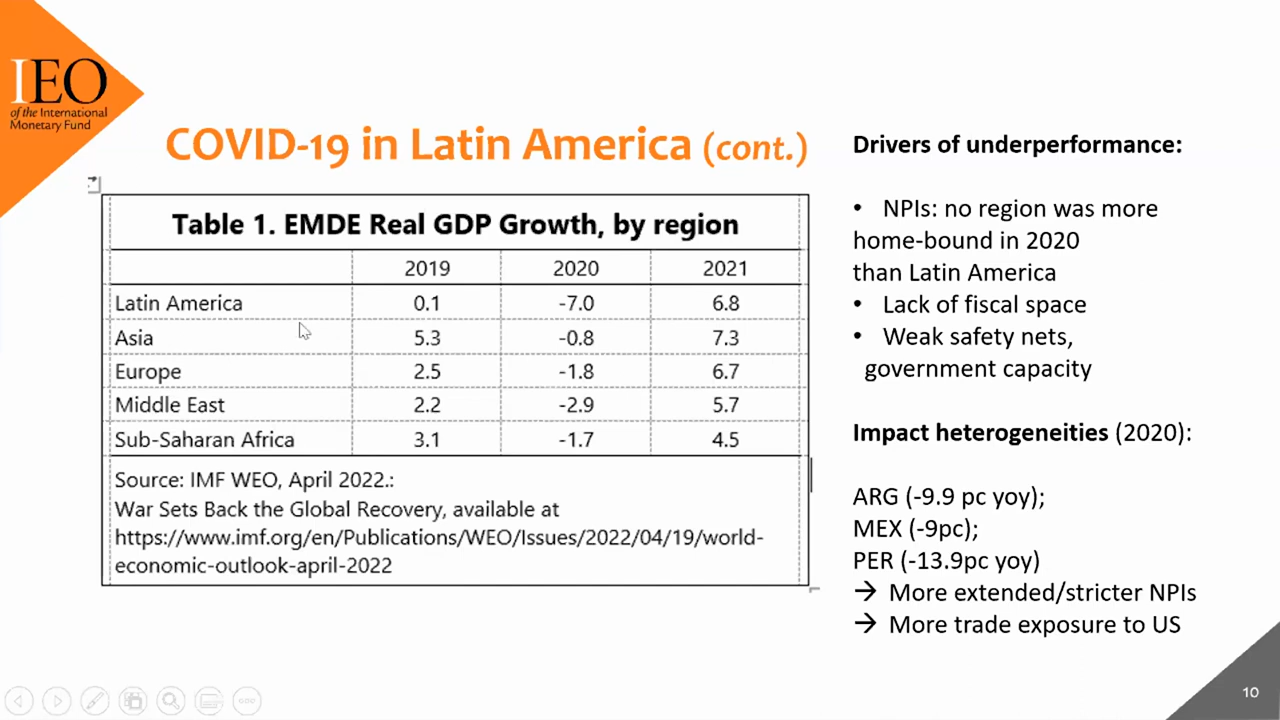 IEO
of the International
Monetary Fund
COVID-19 in Latin America (cont.)
Table 1. EMDE Real GDP Growth, by region
2019 2020 2021
Latin America 0.1 -7.0 6.8
Asia 5.3 -0.8 7.3
Europe 2.5 -1.8 6.7
Middle East 2.2 -2.9 5.7
Sub-Saharan Africa 3.1 -1.7 4.5
Source: IMF WEO, April 2022.:
War Sets Back the Global Recovery, available at
https://www.imf.org/en/Publications/WEO/Issues/2022/04/19/world-
economic-outlook-april-2022
Drivers of underperformance:
• NPIs: no region was more
home-bound in 2020
than Latin America
• Lack of fiscal space
• Weak safety nets,
government capacity
Impact heterogeneities (2020):
ARG (-9.9 pc yoy);
MEX (-9pc);
PER (-13.9pc yoy)
→ More extended/stricter NPIs
→ More trade exposure to US
10